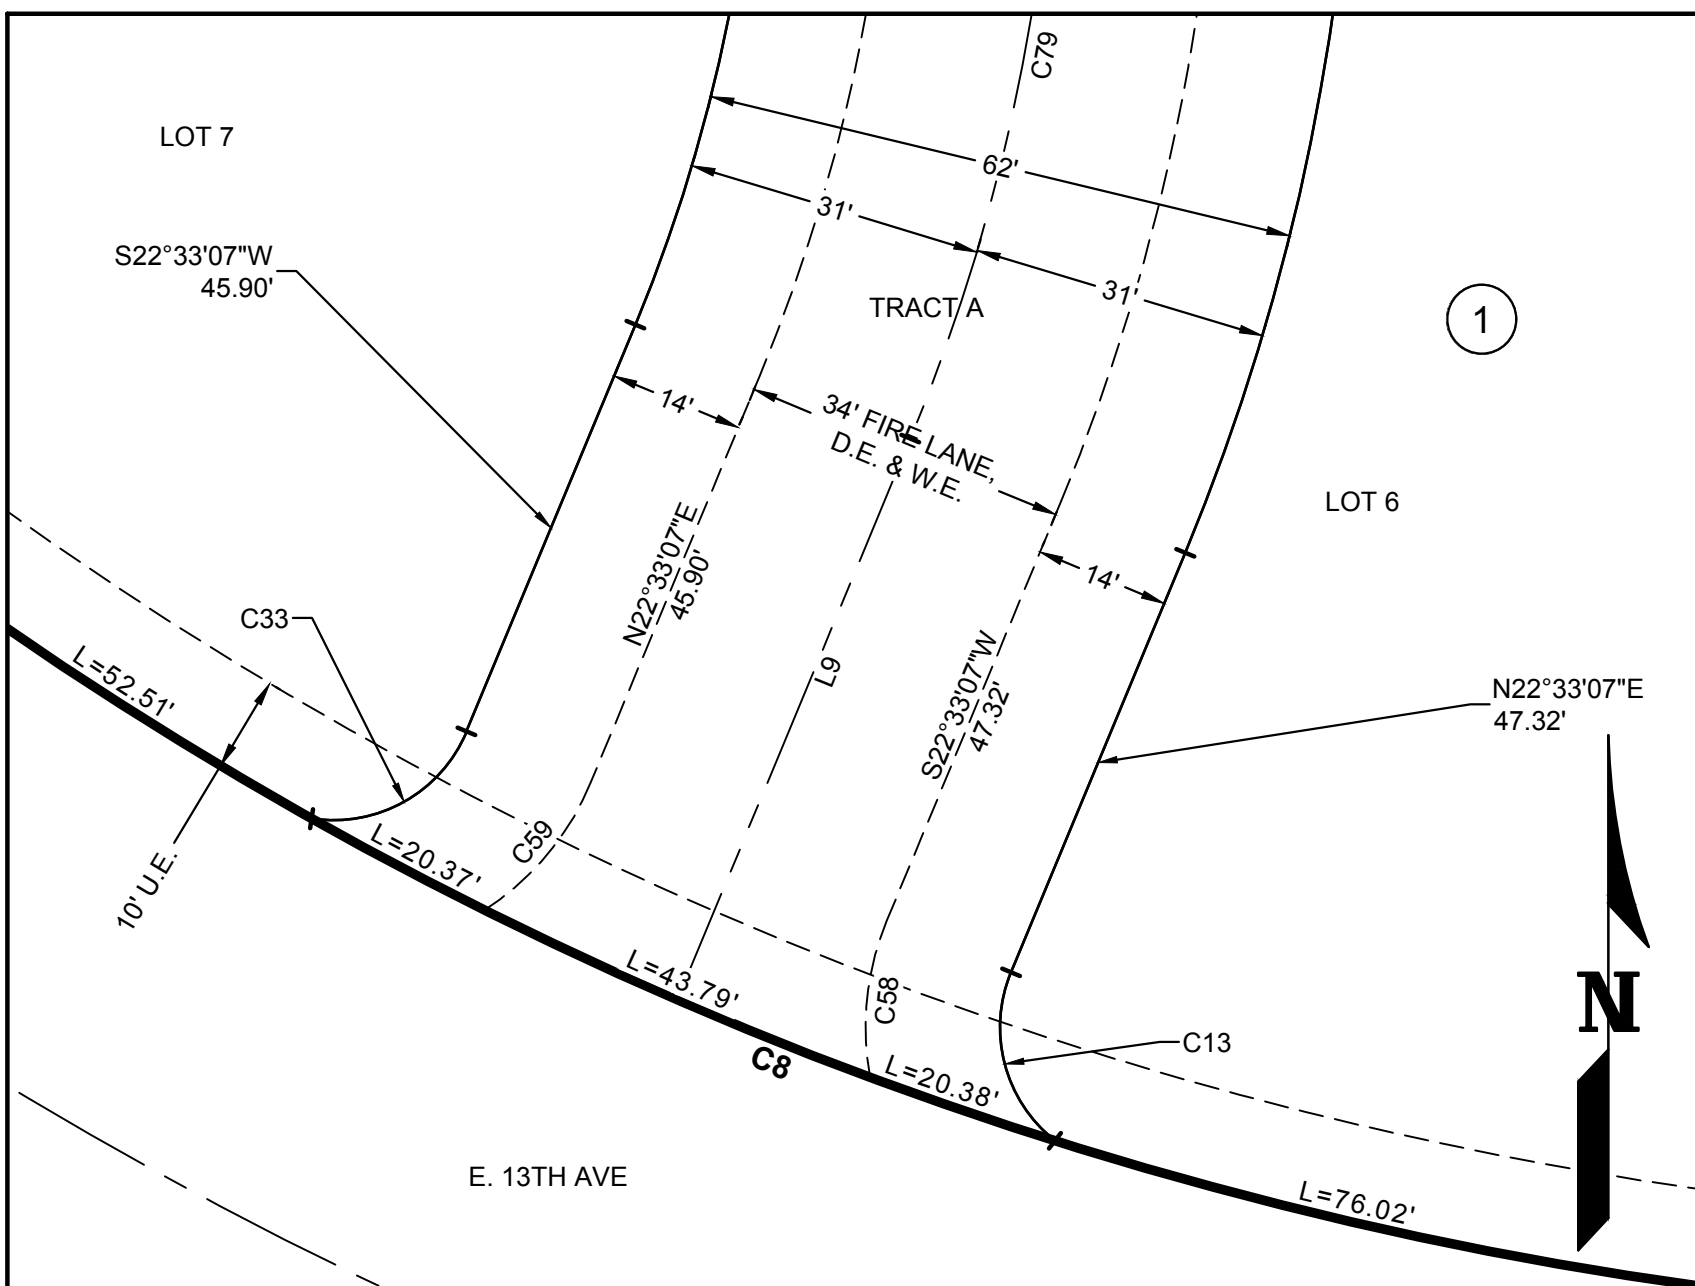 C79
LOT 7
62'
31'
S22°33'07"W
45.90'
31'
TRACT A
1
14'
34' FIRE LANE,
D.E. & W.E.
LOT 6
N22°33'07"E
45.90'
14'
C33
L=52.51'
L9
S22°33'07"W
47.32'
N22°33'07"E
47.32'
10' U.E.
L=20.37'
C59
L=43.79'
C58
N
C8
C13
L=20.38'
E. 13TH AVE
L=76.02'